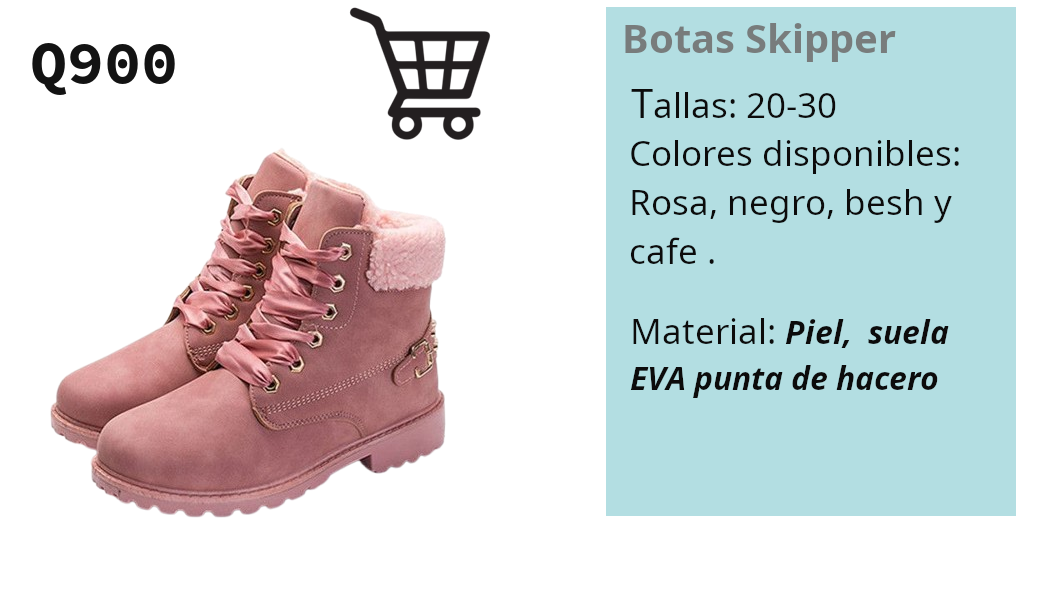 Q900
Botas Skipper
Tallas: 20-30
Colores disponibles:
Rosa, negro, besh y
cafe .
Material: Piel, suela
EVA punta de hacero